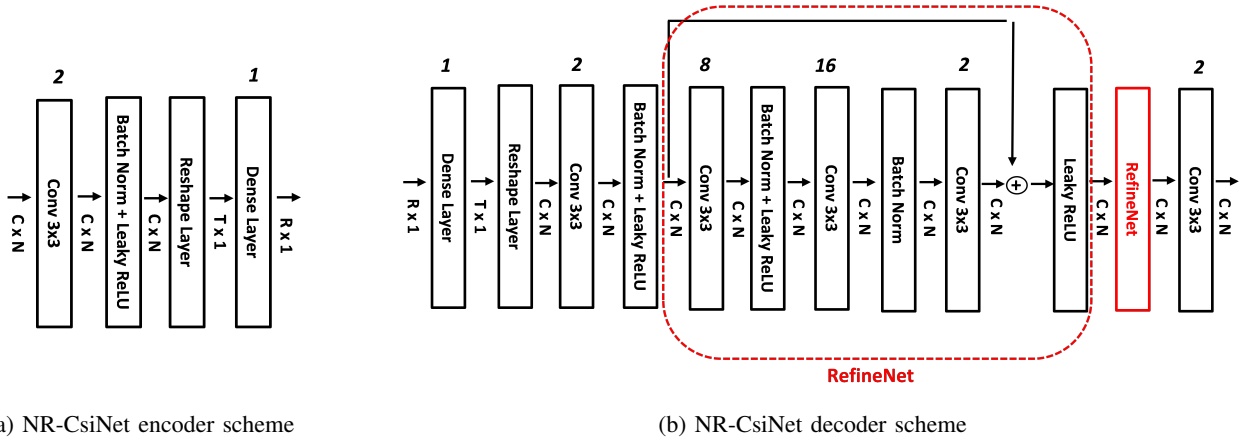 2
1
C x N
Conv 3x3
C x N
Batch Norm + Leaky ReLU
C x N
Reshape Layer
T x 1
Dense Layer
R x 1
a) NR-CsiNet encoder scheme
1
2
8
16
2
2
R x 1
Dense Layer
T x 1
Reshape Layer
C x N
Conv 3x3
C x N
Batch Norm + Leaky ReLU
C x N
Conv 3x3
C x N
Batch Norm + Leaky ReLU
C x N
Conv 3x3
C x N
Batch Norm
C x N
Conv 3x3
C x N
+
Leaky ReLU
C x N
RefineNet
C x N
Conv 3x3
C x N
RefineNet
(b) NR-CsiNet decoder scheme